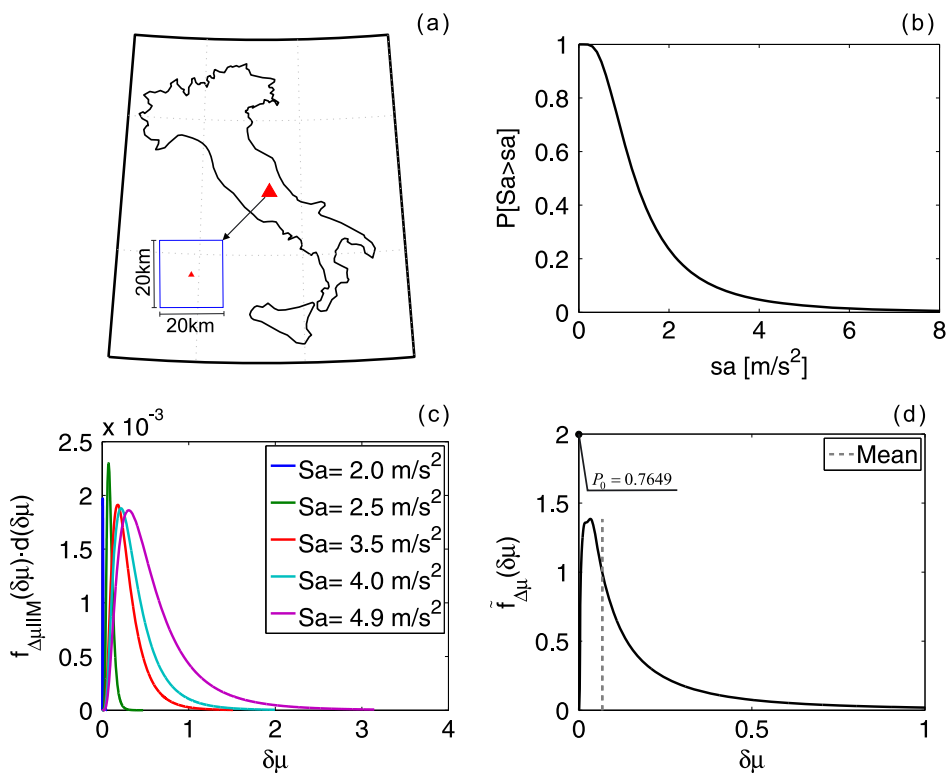 (a)
20km
20km
(b)
1
0.8
0.6
0.4
0.2
0
P[Sa>sa]
0 2 4 6 8
sa [m/s²]
(c)
x 10⁻³
2.5
2
1.5
1
0.5
0
f_Δμ|IM(δμ)·d(δμ)
Sa= 2.0 m/s²
Sa= 2.5 m/s²
Sa= 3.5 m/s²
Sa= 4.0 m/s²
Sa= 4.9 m/s²
0 1 2 3 4
δμ
(d)
2
1.5
1
0.5
0
Mean
P₀ = 0.7649
f̃_Δμ(δμ)
0 0.5 1
δμ